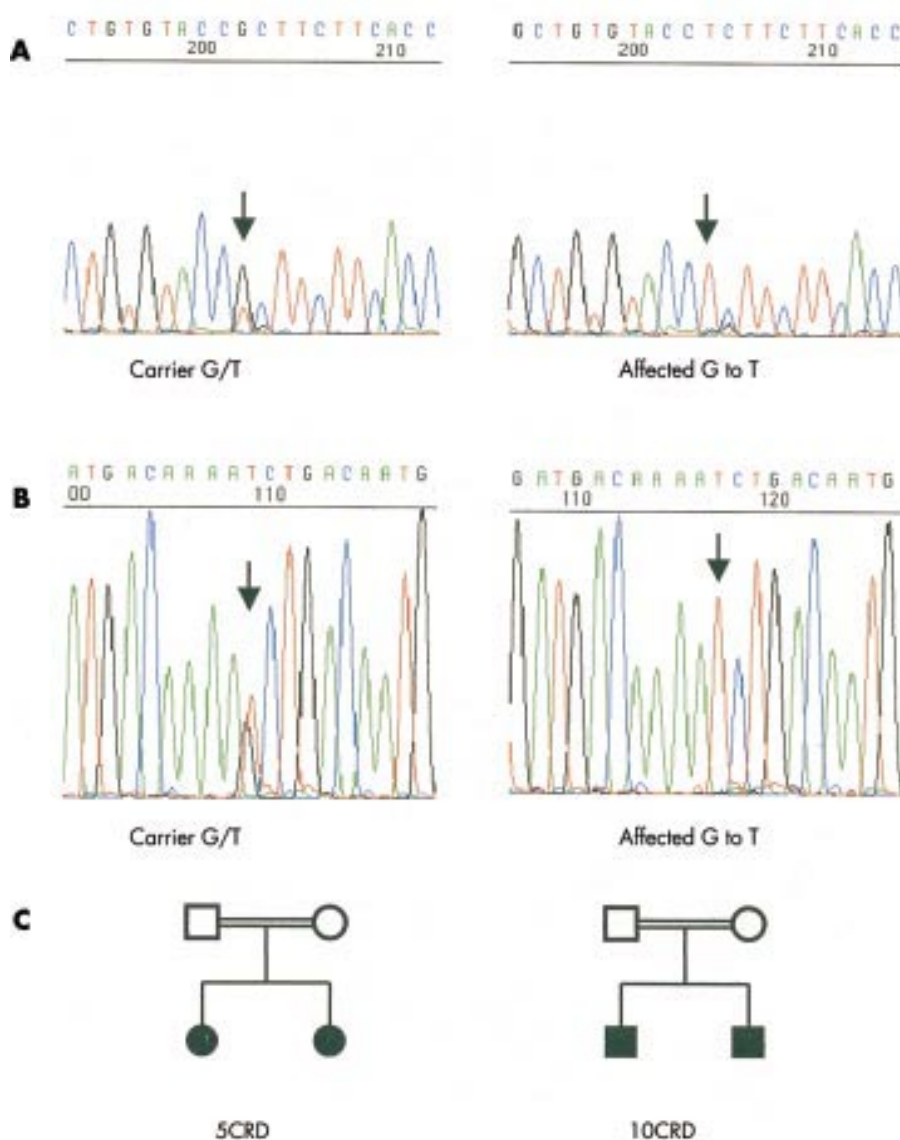 A
C T G T G T A C C G C T T C T T C A C C
200 210
G C T G T G T A C C T C T T C T T C A C C
200 210
Carrier G/T
Affected G to T
B
A T G A C A A A A T C T G A C A A T G
00 110
G A T G A C A A A A T C T G A C A A T G
110 120
Carrier G/T
Affected G to T
C
5CRD
10CRD